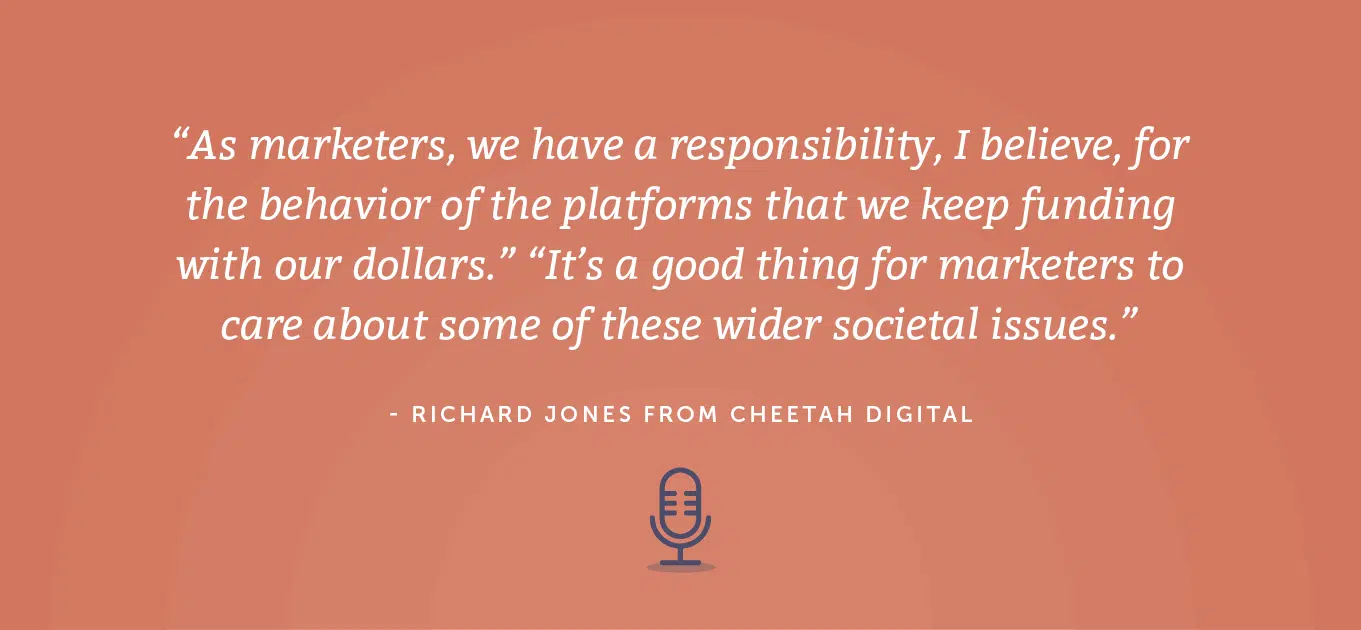 “As marketers, we have a responsibility, I believe, for
the behavior of the platforms that we keep funding
with our dollars.” “It’s a good thing for marketers to
care about some of these wider societal issues.”
- RICHARD JONES FROM CHEETAH DIGITAL